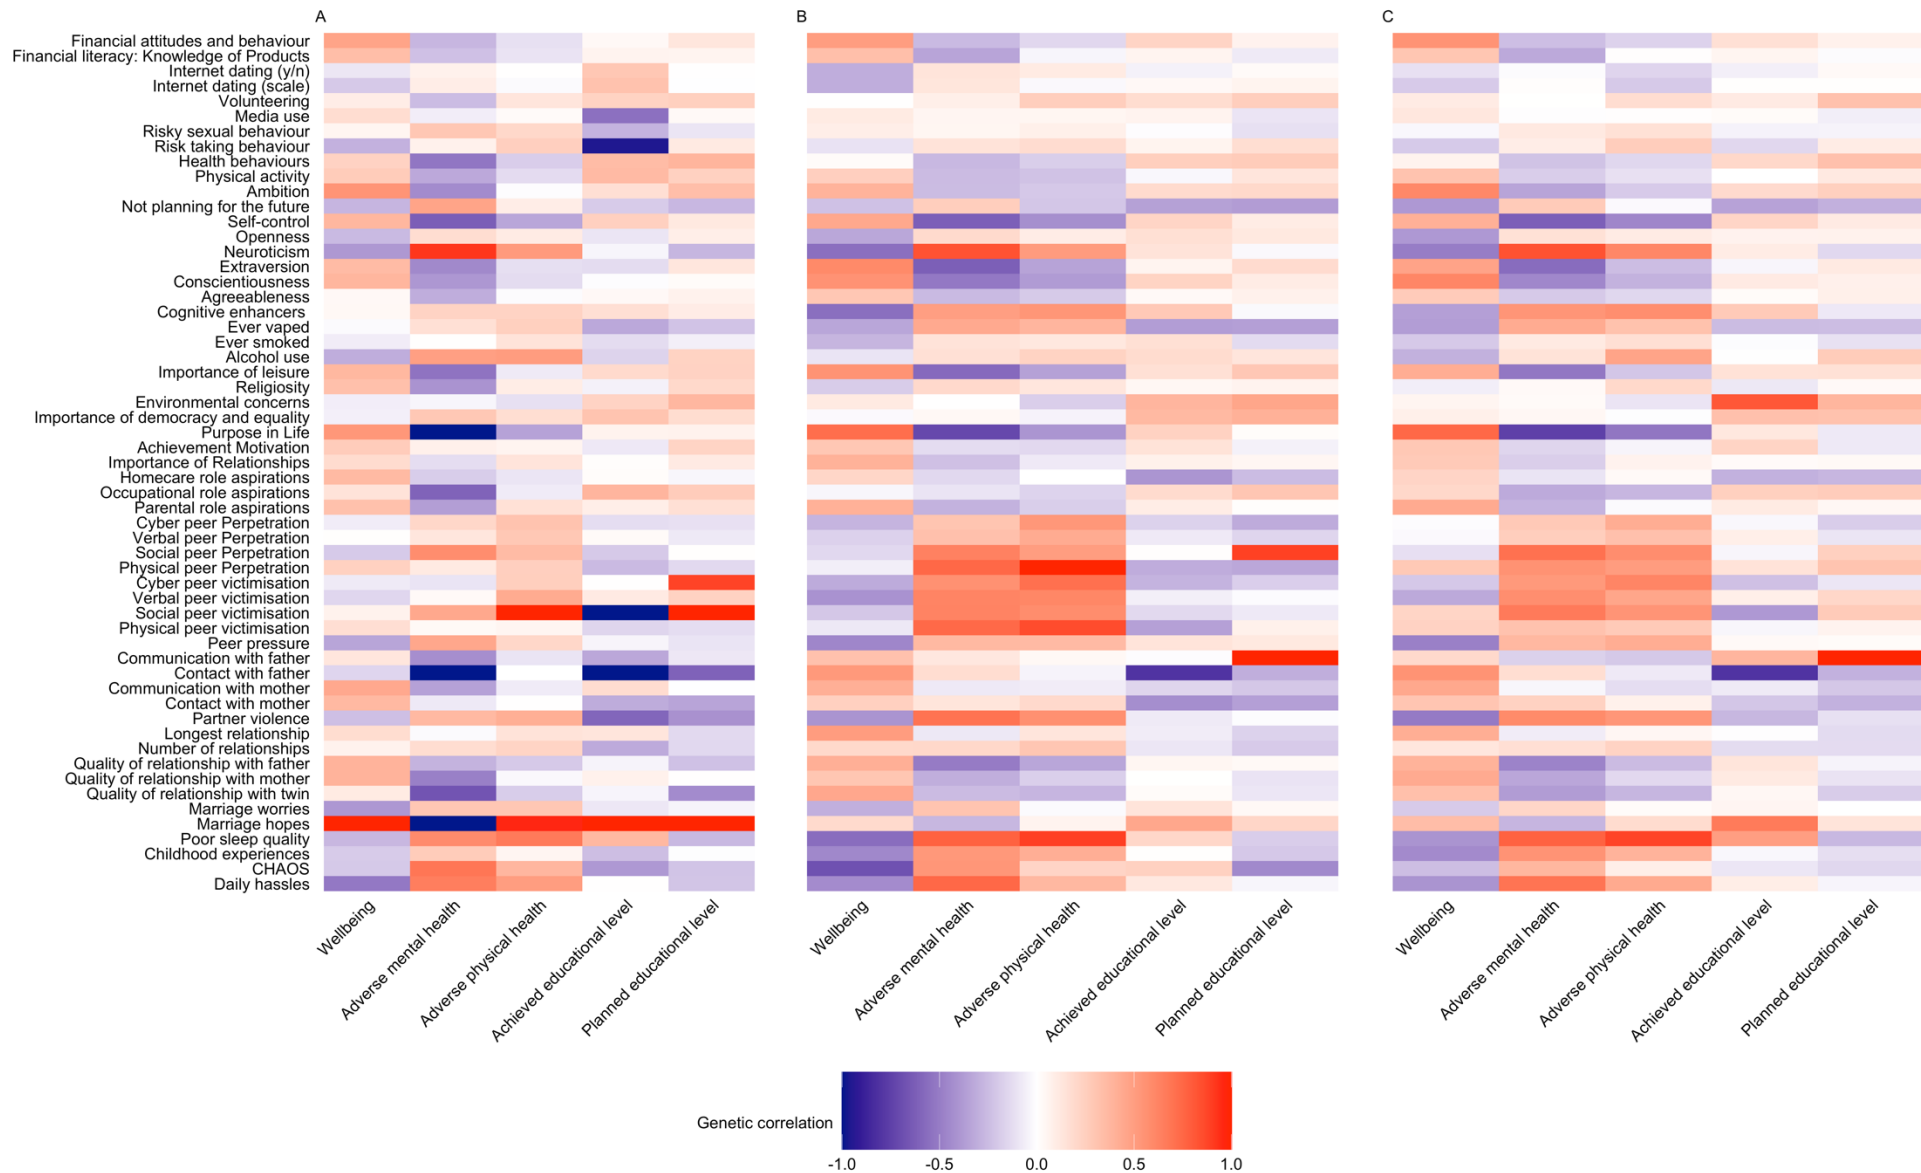 A B C
Financial attitudes and behaviour
Financial literacy: Knowledge of Products
Internet dating (y/n)
Internet dating (scale)
Volunteering
Media use
Risky sexual behaviour
Risk taking behaviour
Health behaviours
Physical activity
Ambition
Not planning for the future
Self-control
Openness
Neuroticism
Extraversion
Conscientiousness
Agreeableness
Cognitive enhancers
Ever vaped
Ever smoked
Alcohol use
Importance of leisure
Religiosity
Environmental concerns
Importance of democracy and equality
Purpose in Life
Achievement Motivation
Importance of Relationships
Homecare role aspirations
Occupational role aspirations
Parental role aspirations
Cyber peer Perpetration
Verbal peer Perpetration
Social peer Perpetration
Physical peer Perpetration
Cyber peer victimisation
Verbal peer victimisation
Social peer victimisation
Physical peer victimisation
Peer pressure
Communication with father
Contact with father
Communication with mother
Contact with mother
Partner violence
Longest relationship
Number of relationships
Quality of relationship with father
Quality of relationship with mother
Quality of relationship with twin
Marriage worries
Marriage hopes
Poor sleep quality
Childhood experiences
CHAOS
Daily hassles
Wellbeing
Adverse mental health
Adverse physical health
Achieved educational level
Planned educational level
Wellbeing
Adverse mental health
Adverse physical health
Achieved educational level
Planned educational level
Wellbeing
Adverse mental health
Adverse physical health
Achieved educational level
Planned educational level
Genetic correlation
-1.0 -0.5 0.0 0.5 1.0